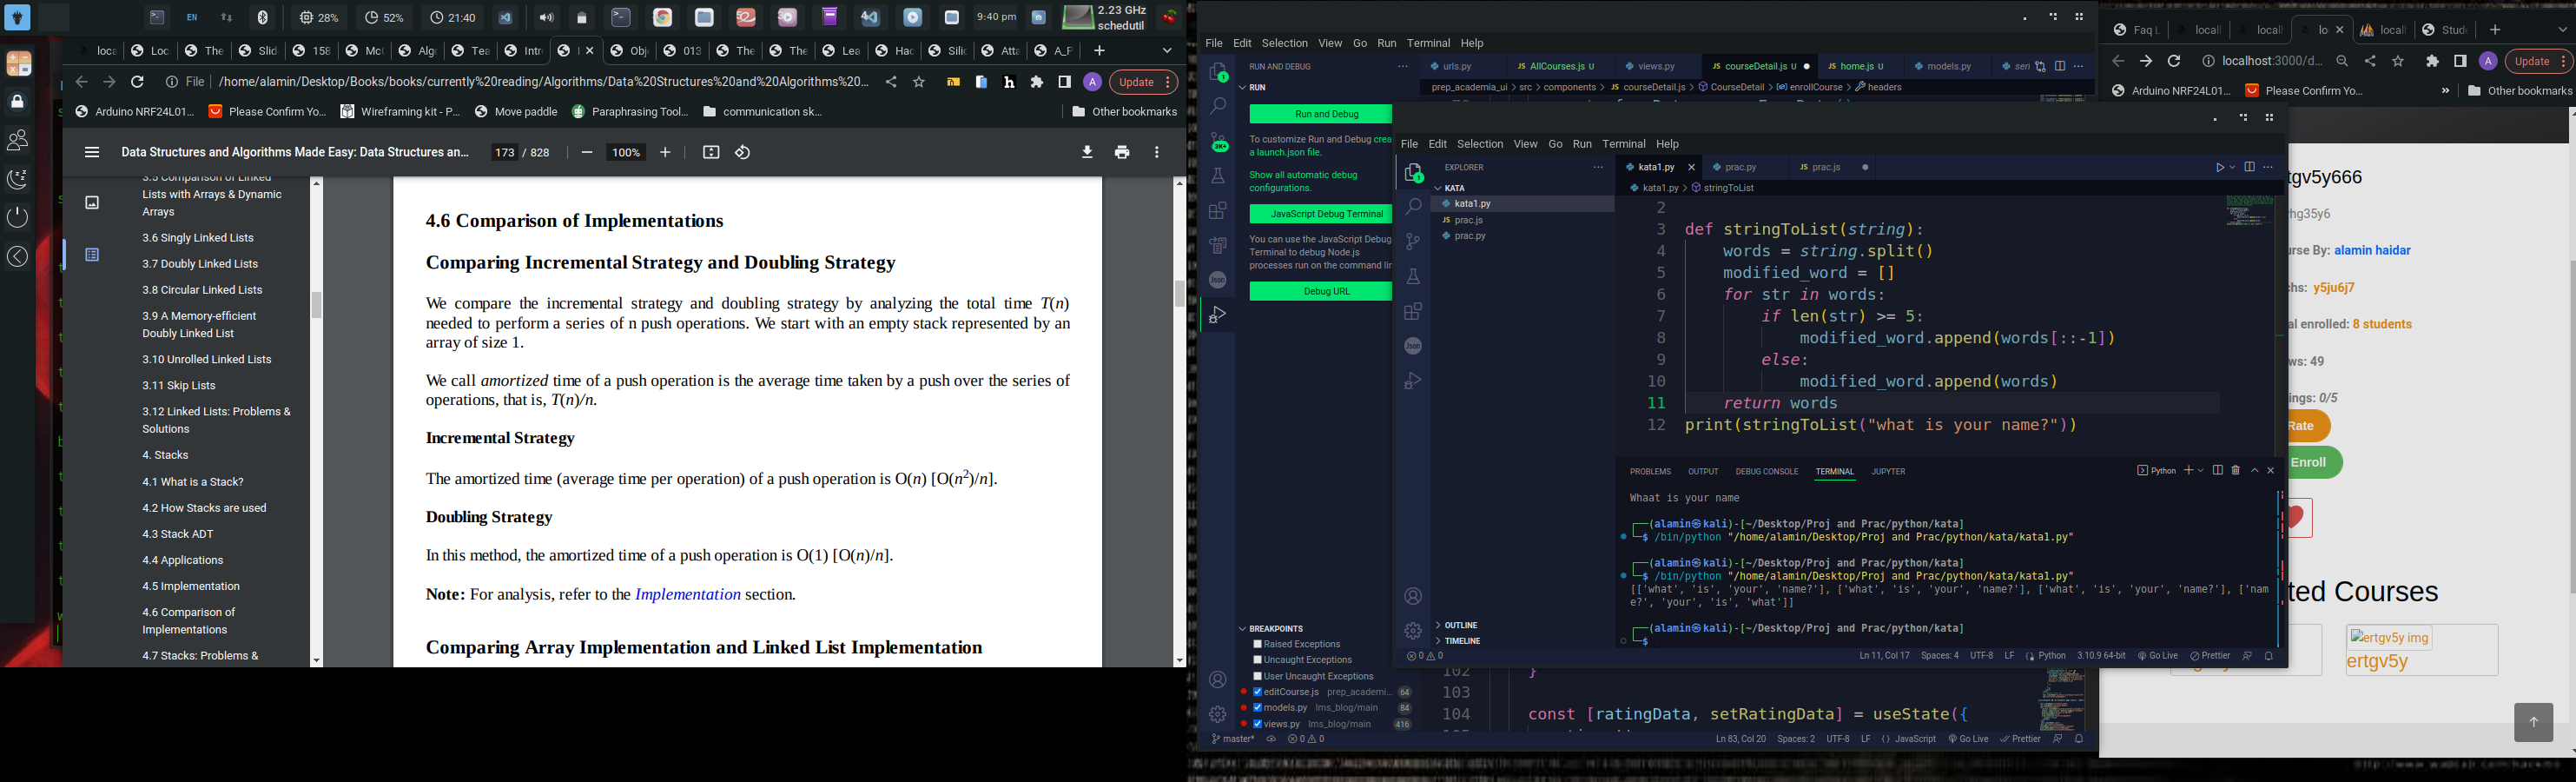 EN
28%
52%
21:40
9:40 pm
2.23 GHz
schedutil
loca
Loc
The
Slid
158
Mc
Algo
Tea
Intro
Obj
013
The
The
Lea
Hac
Silic
Atta
A_P
File
/home/alamin/Desktop/Books/books/currently%20reading/Algorithms/Data%20Structures%20and%20Algorithms%20...
Update
Arduino NRF24L01...
Please Confirm Yo...
Wireframing kit - P...
Move paddle
Paraphrasing Tool...
communication sk...
Other bookmarks
Data Structures and Algorithms Made Easy: Data Structures an...
173 / 828
100%
3.5 Comparison of Linked
Lists with Arrays & Dynamic
Arrays
3.6 Singly Linked Lists
3.7 Doubly Linked Lists
3.8 Circular Linked Lists
3.9 A Memory-efficient
Doubly Linked List
3.10 Unrolled Linked Lists
3.11 Skip Lists
3.12 Linked Lists: Problems &
Solutions
4. Stacks
4.1 What is a Stack?
4.2 How Stacks are used
4.3 Stack ADT
4.4 Applications
4.5 Implementation
4.6 Comparison of
Implementations
4.7 Stacks: Problems &
4.6 Comparison of Implementations
Comparing Incremental Strategy and Doubling Strategy
We compare the incremental strategy and doubling strategy by analyzing the total time T(n)
needed to perform a series of n push operations. We start with an empty stack represented by an
array of size 1.
We call amortized time of a push operation is the average time taken by a push over the series of
operations, that is, T(n)/n.
Incremental Strategy
The amortized time (average time per operation) of a push operation is O(n) [O(n²)/n].
Doubling Strategy
In this method, the amortized time of a push operation is O(1) [O(n)/n].
Note: For analysis, refer to the Implementation section.
Comparing Array Implementation and Linked List Implementation
File Edit Selection View Go Run Terminal Help
RUN AND DEBUG
RUN
Run and Debug
To customize Run and Debug crea
a launch.json file.
Show all automatic debug
configurations.
JavaScript Debug Terminal
You can use the JavaScript Debug
Terminal to debug Node.js
processes run on the command lin
Debug URL
BREAKPOINTS
Raised Exceptions
Uncaught Exceptions
User Uncaught Exceptions
editCourse.js prep_academi... 64
models.py lms_blog/main 84
views.py lms_blog/main 416
urls.py
AllCourses.js U
views.py
courseDetail.js U
home.js U
models.py
seri
prep_academia_ui > src > components > courseDetail.js > CourseDetail > enrollCourse > headers
File Edit Selection View Go Run Terminal Help
EXPLORER
KATA
kata1.py
prac.js
prac.py
OUTLINE
TIMELINE
kata1.py
prac.py
prac.js
kata1.py > stringToList
2
3 def stringToList(string):
4 words = string.split()
5 modified_word = []
6 for str in words:
7 if len(str) >= 5:
8 modified_word.append(words[::-1])
9 else:
10 modified_word.append(words)
11 return words
12 print(stringToList("what is your name?"))
PROBLEMS OUTPUT DEBUG CONSOLE TERMINAL JUPYTER
Python
Whaat is your name
(alamin㉿kali)-[~/Desktop/Proj and Prac/python/kata]
$ /bin/python "/home/alamin/Desktop/Proj and Prac/python/kata/kata1.py"
(alamin㉿kali)-[~/Desktop/Proj and Prac/python/kata]
$ /bin/python "/home/alamin/Desktop/Proj and Prac/python/kata/kata1.py"
[['what', 'is', 'your', 'name?'], ['what', 'is', 'your', 'name?'], ['what', 'is', 'your', 'name?'], ['nam
e?', 'your', 'is', 'what']]
(alamin㉿kali)-[~/Desktop/Proj and Prac/python/kata]
$
0 0
Ln 11, Col 17 Spaces: 4 UTF-8 LF Python 3.10.9 64-bit Go Live Prettier
102 }
103
104 const [ratingData, setRatingData] = useState({
master* 0 0
Ln 83, Col 20 Spaces: 2 UTF-8 LF JavaScript Go Live Prettier
Faq L
locall
locall
lo
locall
Stud
localhost:3000/d...
Update
Arduino NRF24L01...
Please Confirm Yo...
Other bookmarks
tgv5y666
hg35y6
urse By: alamin haidar
chs: y5ju6j7
al enrolled: 8 students
ws: 49
ings: 0/5
Rate
Enroll
ted Courses
ertgv5y img
ertgv5y